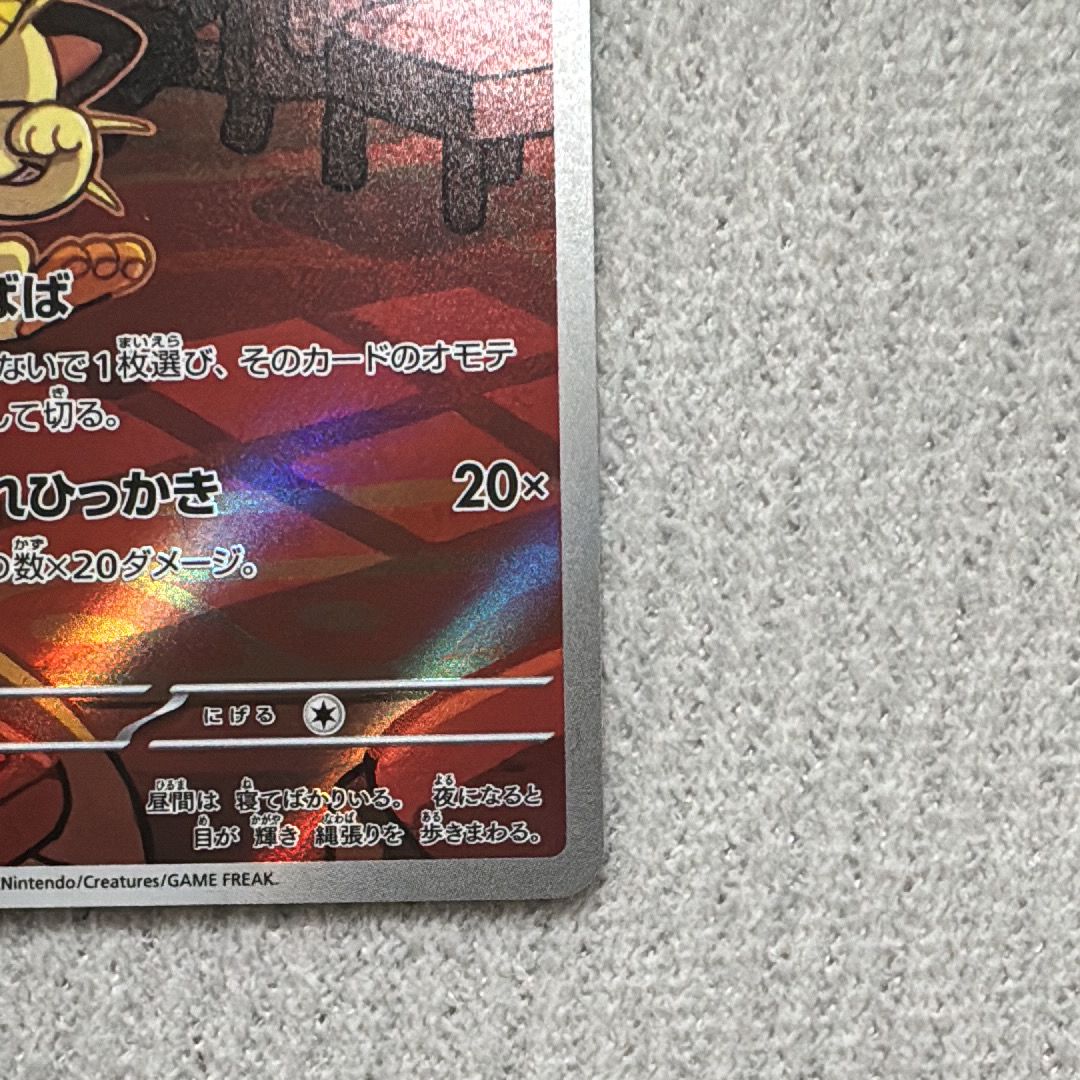 ばば
ないで1枚選び、そのカードのオモテ
して切る。
れひっかき 20×
の数×20ダメージ。
にげる
昼間は 寝てばかりいる。 夜になると
目が 輝き 縄張りを 歩きまわる。
Nintendo/Creatures/GAME FREAK.